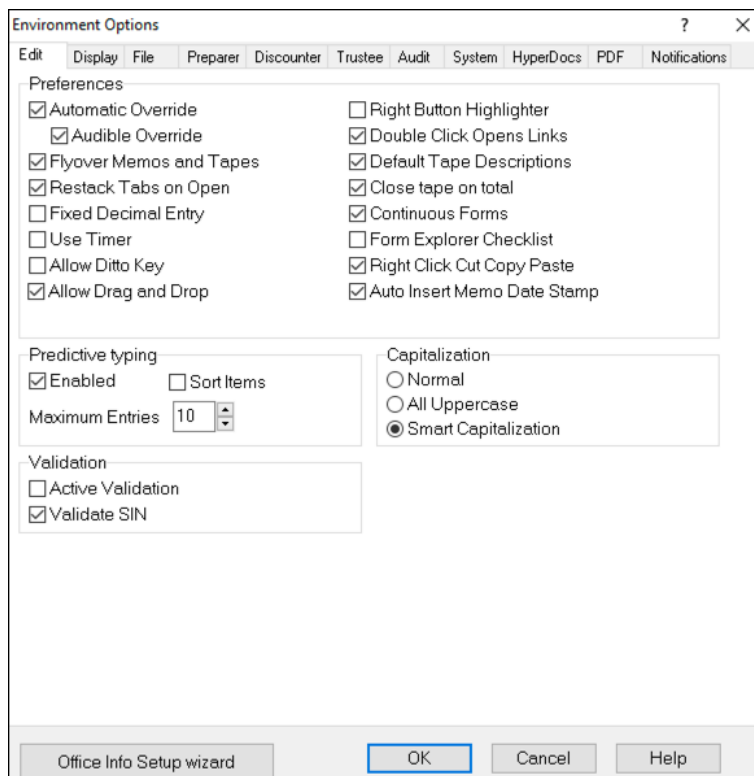 Environment Options ?
Edit Display File Preparer Discounter Trustee Audit System HyperDocs PDF Notifications
Preferences
Automatic Override
Audible Override
Flyover Memos and Tapes
Restack Tabs on Open
Fixed Decimal Entry
Use Timer
Allow Ditto Key
Allow Drag and Drop
Right Button Highlighter
Double Click Opens Links
Default Tape Descriptions
Close tape on total
Continuous Forms
Form Explorer Checklist
Right Click Cut Copy Paste
Auto Insert Memo Date Stamp
Predictive typing
Enabled Sort Items
Maximum Entries 10
Capitalization
Normal
All Uppercase
Smart Capitalization
Validation
Active Validation
Validate SIN
Office Info Setup wizard OK Cancel Help